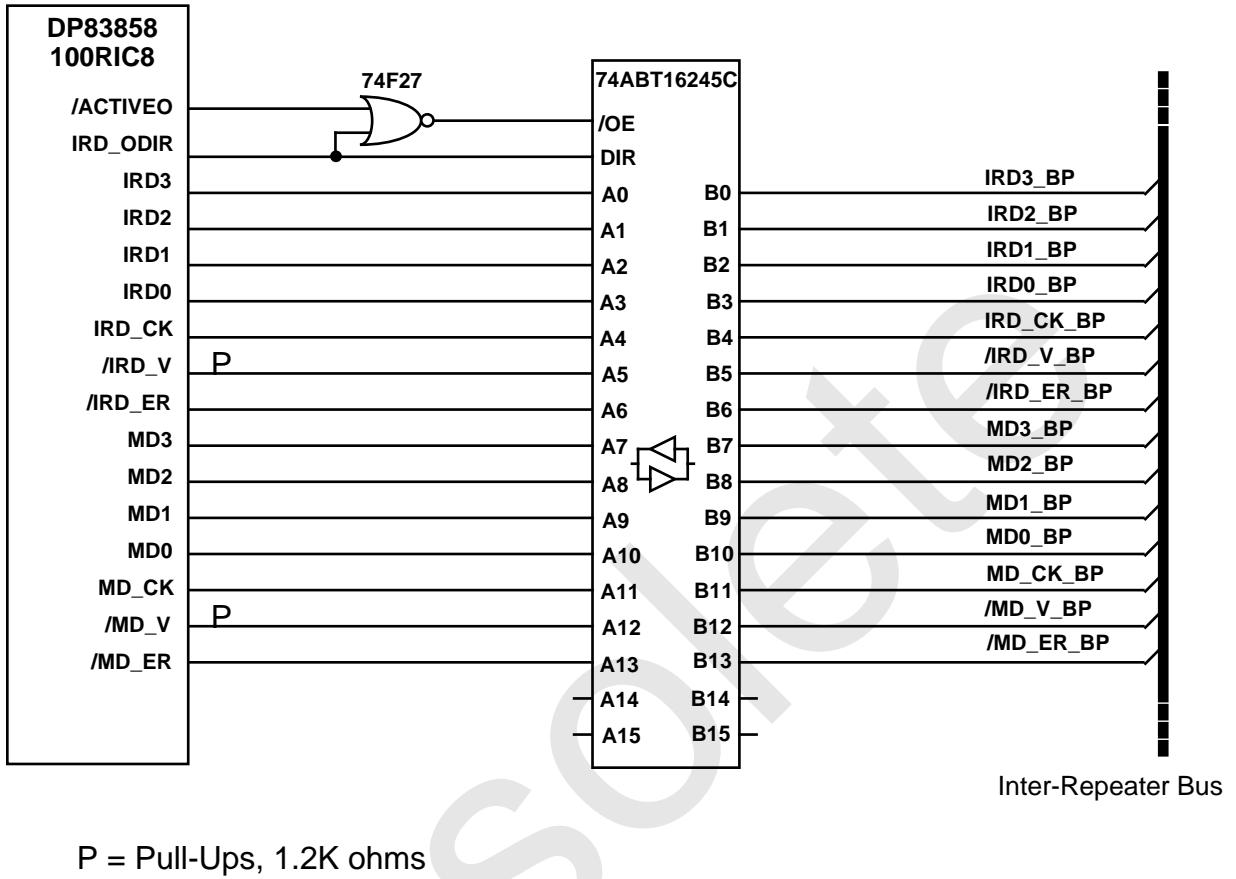 DP83858
100RIC8
74F27
74ABT16245C
/ACTIVEO
/OE
IRD_ODIR
DIR
IRD3
A0
B0
IRD3_BP
IRD2
A1
B1
IRD2_BP
IRD1
A2
B2
IRD1_BP
IRD0
A3
B3
IRD0_BP
IRD_CK
A4
B4
IRD_CK_BP
/IRD_V
P
A5
B5
/IRD_V_BP
/IRD_ER
A6
B6
/IRD_ER_BP
MD3
A7
B7
MD3_BP
MD2
A8
B8
MD2_BP
MD1
A9
B9
MD1_BP
MD0
A10
B10
MD0_BP
MD_CK
A11
B11
MD_CK_BP
/MD_V
P
A12
B12
/MD_V_BP
/MD_ER
A13
B13
/MD_ER_BP
A14
B14
A15
B15
Inter-Repeater Bus
P = Pull-Ups, 1.2K ohms
solete